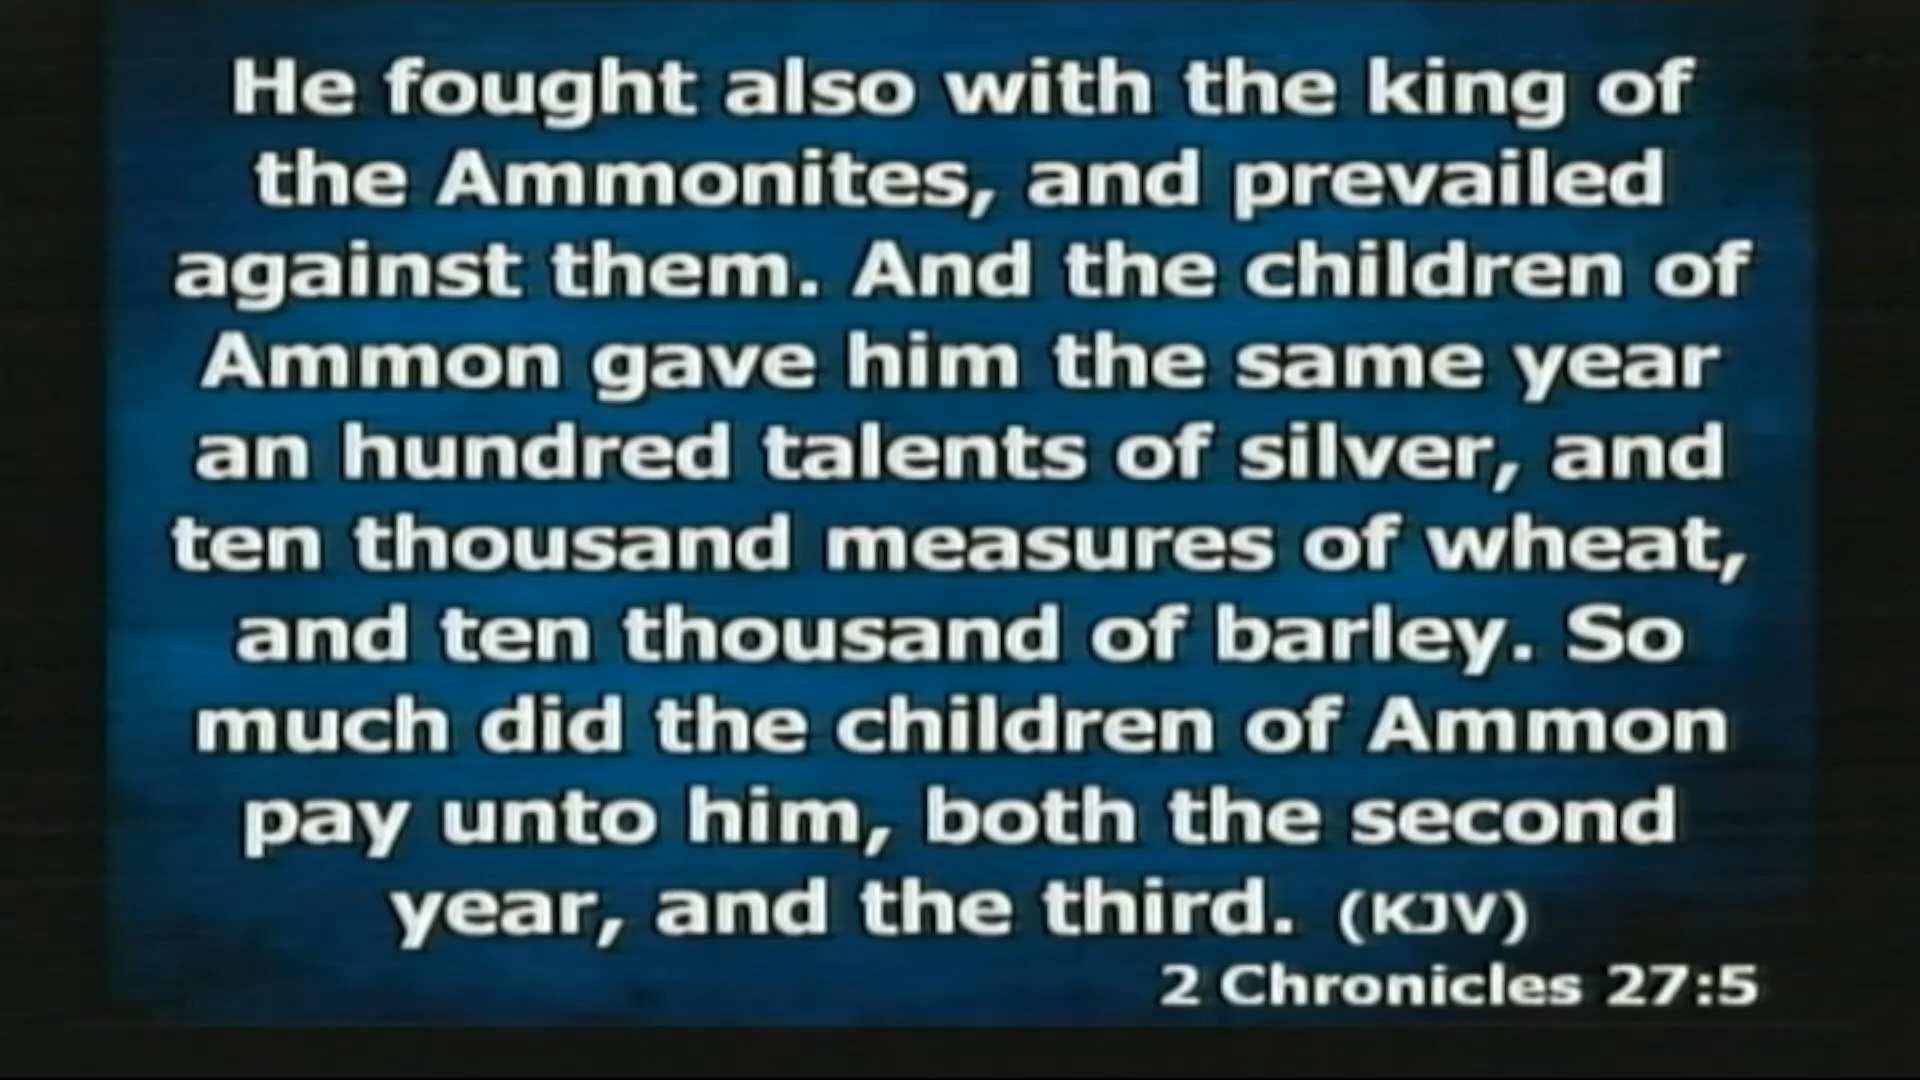 He fought also with the king of
the Ammonites, and prevailed
against them. And the children of
Ammon gave him the same year
an hundred talents of silver, and
ten thousand measures of wheat,
and ten thousand of barley. So
much did the children of Ammon
pay unto him, both the second
year, and the third. (KJV)
2 Chronicles 27:5